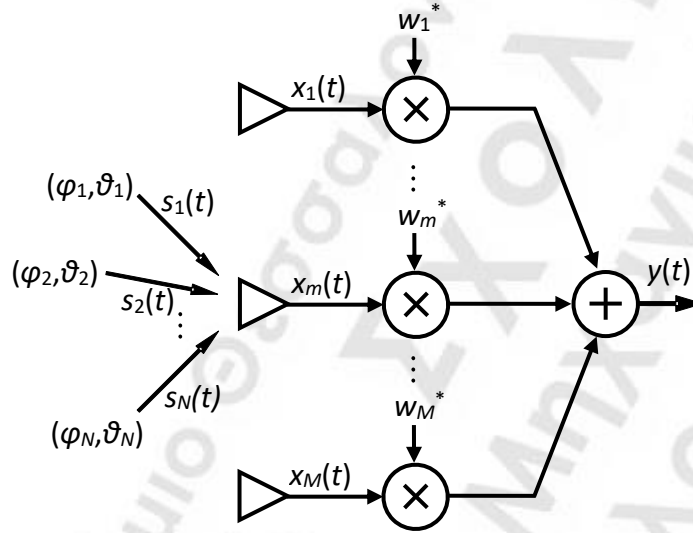 w1*
x1(t)
⋮
(φ1,ϑ1)
s1(t)
wm*
(φ2,ϑ2)
s2(t)
xm(t)
y(t)
⋮
⋮
sN(t)
wM*
(φN,ϑN)
xM(t)